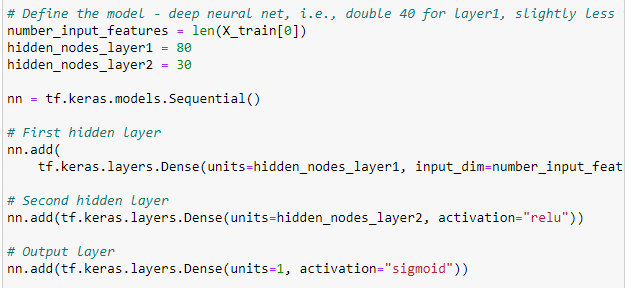 # Define the model - deep neural net, i.e., double 40 for layer1, slightly less
number_input_features = len(X_train[0])
hidden_nodes_layer1 = 80
hidden_nodes_layer2 = 30
nn = tf.keras.models.Sequential()
# First hidden layer
nn.add(
tf.keras.layers.Dense(units=hidden_nodes_layer1, input_dim=number_input_feat
# Second hidden layer
nn.add(tf.keras.layers.Dense(units=hidden_nodes_layer2, activation="relu"))
# Output layer
nn.add(tf.keras.layers.Dense(units=1, activation="sigmoid"))